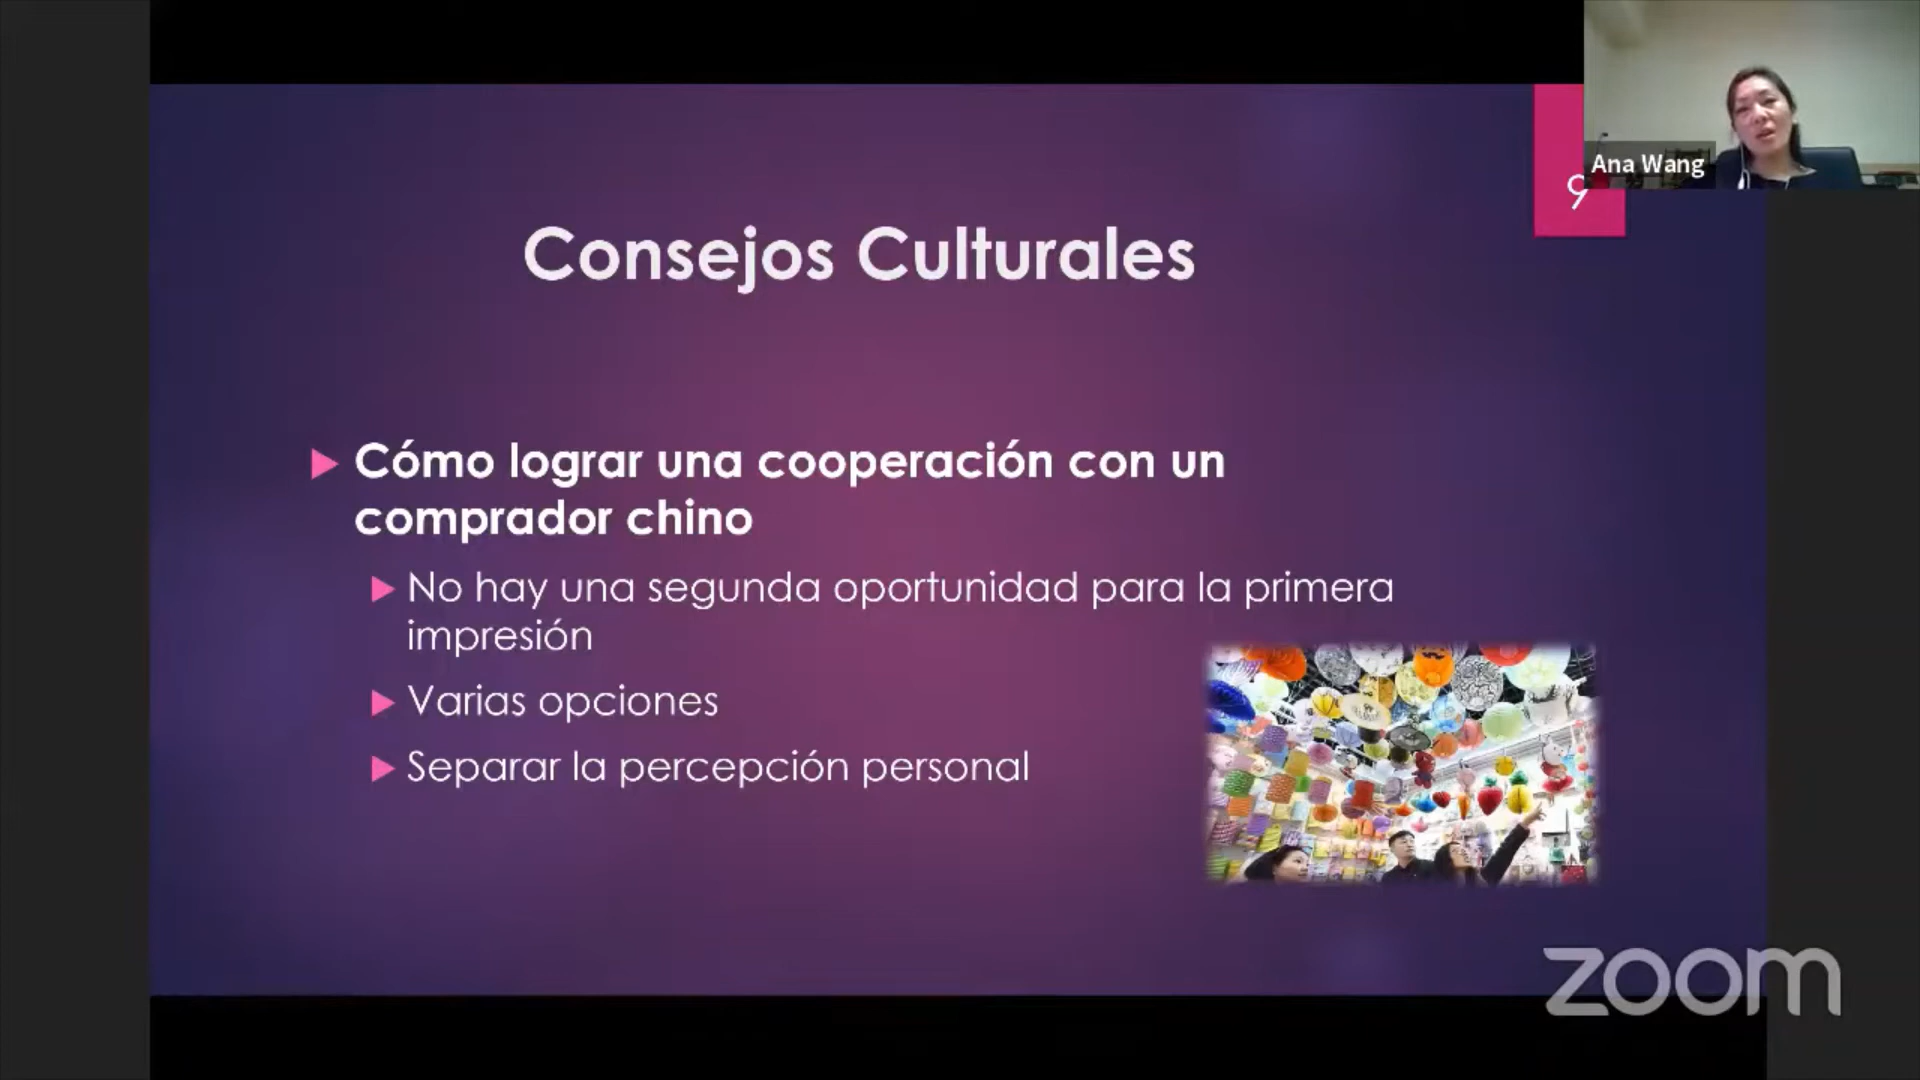 Ana Wang
9
Consejos Culturales
Cómo lograr una cooperación con un
comprador chino
No hay una segunda oportunidad para la primera
impresión
Varias opciones
Separar la percepción personal
zoom